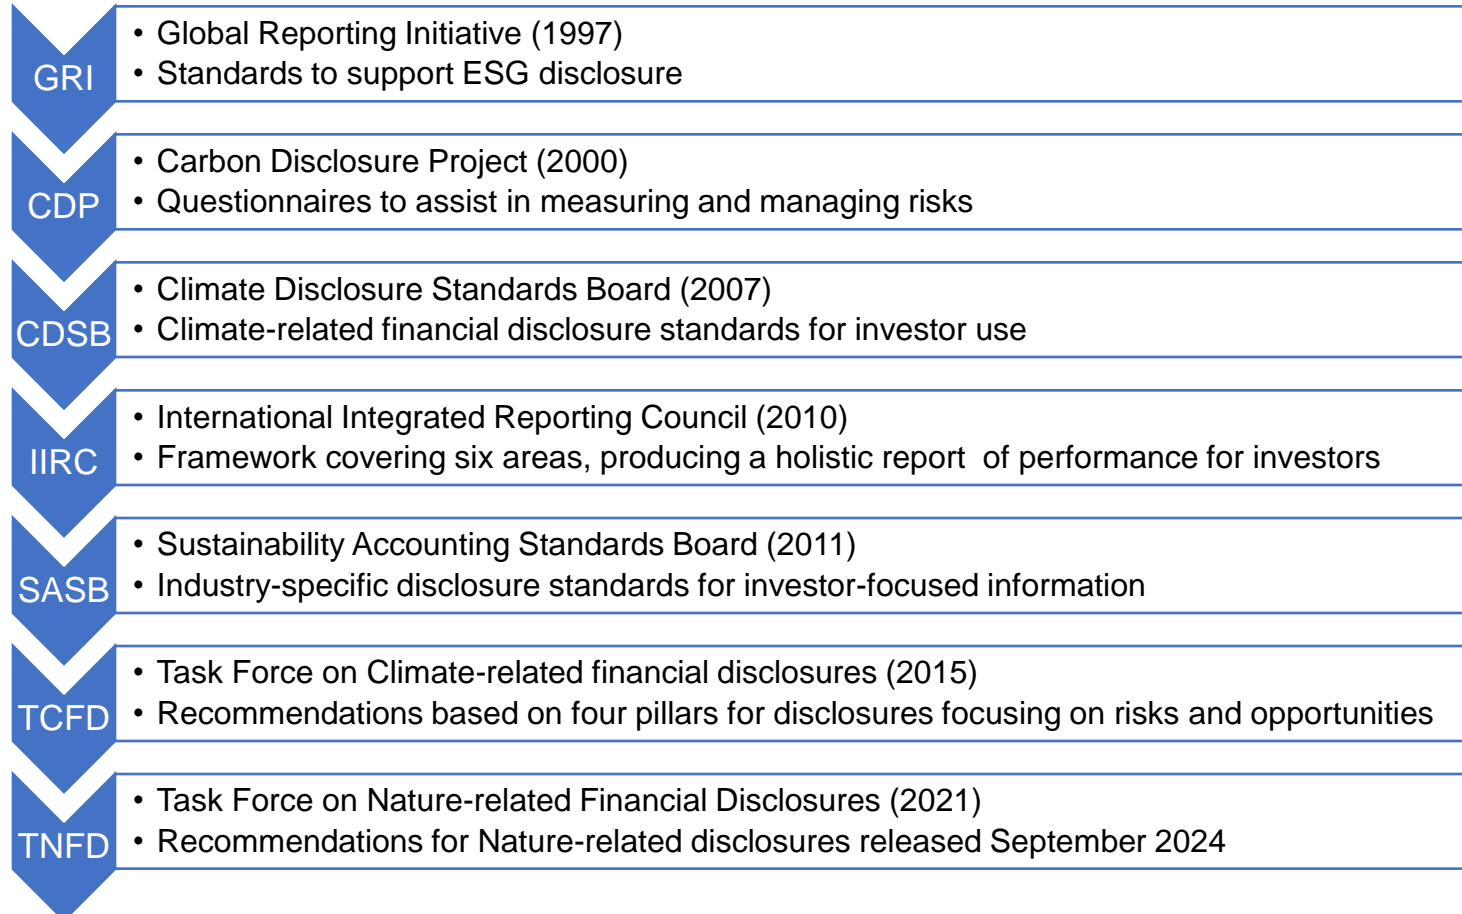 GRI
• Global Reporting Initiative (1997)
• Standards to support ESG disclosure
CDP
• Carbon Disclosure Project (2000)
• Questionnaires to assist in measuring and managing risks
CDSB
• Climate Disclosure Standards Board (2007)
• Climate-related financial disclosure standards for investor use
IIRC
• International Integrated Reporting Council (2010)
• Framework covering six areas, producing a holistic report  of performance for investors
SASB
• Sustainability Accounting Standards Board (2011)
• Industry-specific disclosure standards for investor-focused information
TCFD
• Task Force on Climate-related financial disclosures (2015)
• Recommendations based on four pillars for disclosures focusing on risks and opportunities
TNFD
• Task Force on Nature-related Financial Disclosures (2021)
• Recommendations for Nature-related disclosures released September 2024